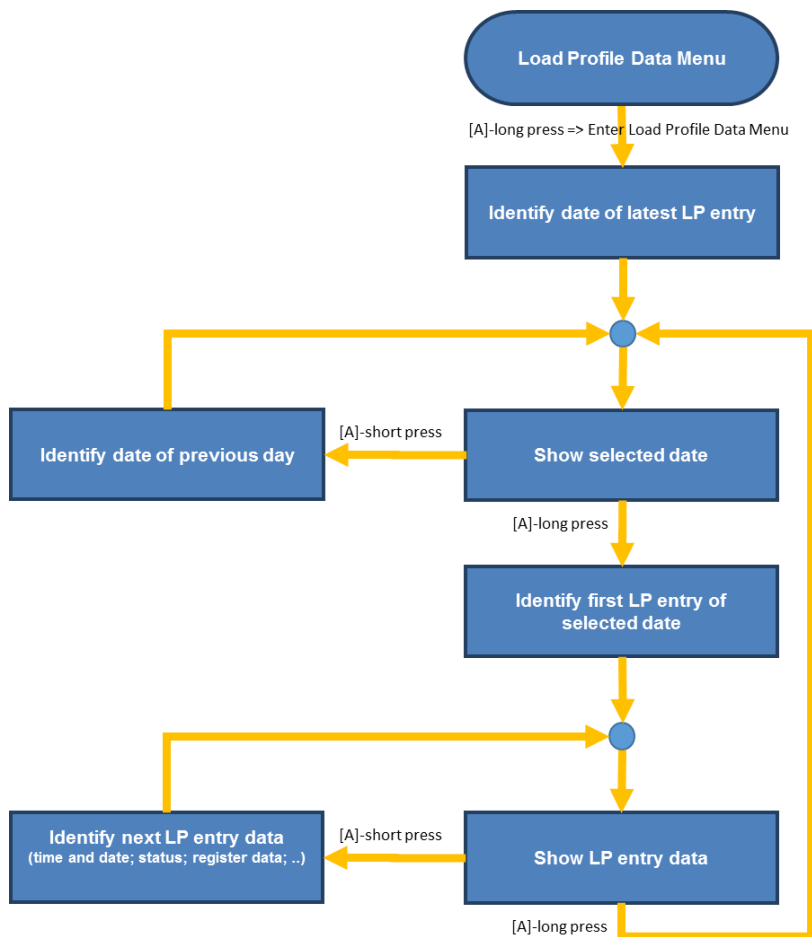 Load Profile Data Menu
[A]-long press => Enter Load Profile Data Menu
Identify date of latest LP entry
[A]-short press
Identify date of previous day
Show selected date
[A]-long press
Identify first LP entry of
selected date
Identify next LP entry data
(time and date; status; register data; ..)
[A]-short press
Show LP entry data
[A]-long press